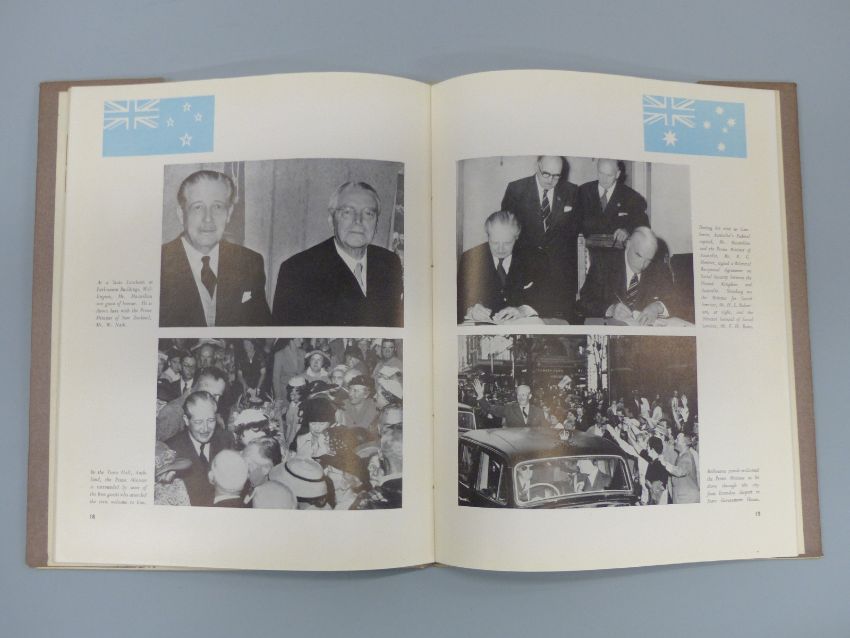 At a State Luncheon at
Parliament Buildings, Wel-
lington, Mr. Macmillan
was guest of honour. He is
shown here with the Prime
Minister of New Zealand,
Mr. W. Nash.
In the Town Hall, Auck-
land, the Prime Minister
is surrounded by some of
the guests who attended
the civic welcome to him.
18
During his visit to Can-
berra, Australia's Federal
capital, Mr. Macmillan
and the Prime Minister of
Australia, Mr. R. G.
Menzies, signed a Reciprocal
Agreement on
Social Security between the
United Kingdom and
Australia. Standing are
the Minister for Social
Services, Mr. H. S. Rober-
ton, at right, and the
Director General of Social
Services, Mr. F. H. Rowe.
Melbourne crowds welcomed
the Prime Minister as he
drove through the city
from Essendon Airport to
State Government House.
19